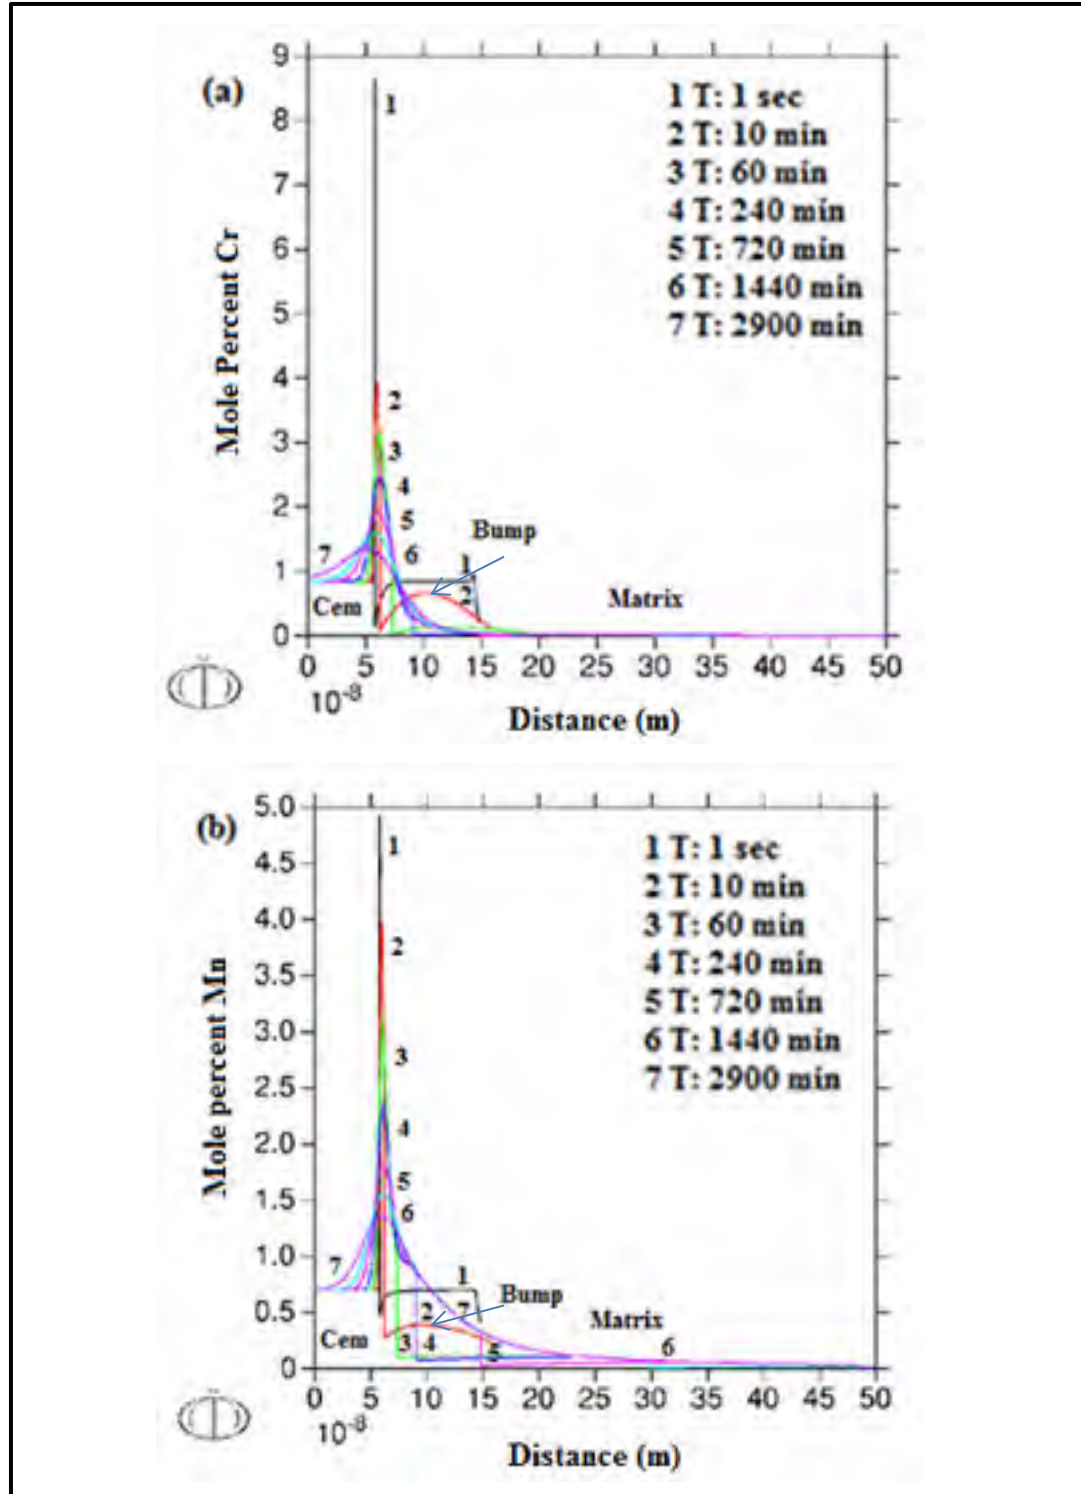 (a)
9
8
7
6
5
4
3
2
1
0
Mole Percent Cr
1 T: 1 sec
2 T: 10 min
3 T: 60 min
4 T: 240 min
5 T: 720 min
6 T: 1440 min
7 T: 2900 min
1
2
3
4
5
6
7
1
2
Bump
Cem
Matrix
0 5 10 15 20 25 30 35 40 45 50
10-8
Distance (m)
(b)
5.0
4.5
4.0
3.5
3.0
2.5
2.0
1.5
1.0
0.5
0
Mole percent Mn
1 T: 1 sec
2 T: 10 min
3 T: 60 min
4 T: 240 min
5 T: 720 min
6 T: 1440 min
7 T: 2900 min
1
2
3
4
5
6
7
1
2 7
Bump
Matrix
Cem
3 4 5 6
0 5 10 15 20 25 30 35 40 45 50
10-8
Distance (m)